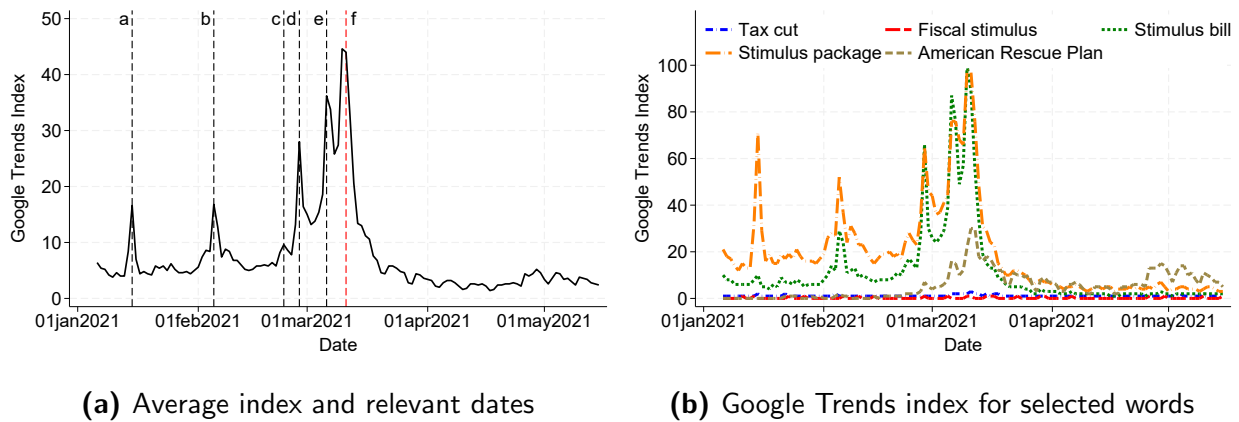 a b c d e f
50
40
30
20
10
0
Google Trends Index
01jan2021 01feb2021 01mar2021 01apr2021 01may2021
Date
(a) Average index and relevant dates
Tax cut Fiscal stimulus Stimulus bill
Stimulus package American Rescue Plan
100
80
60
40
20
0
Google Trends Index
01jan2021 01feb2021 01mar2021 01apr2021 01may2021
Date
(b) Google Trends index for selected words